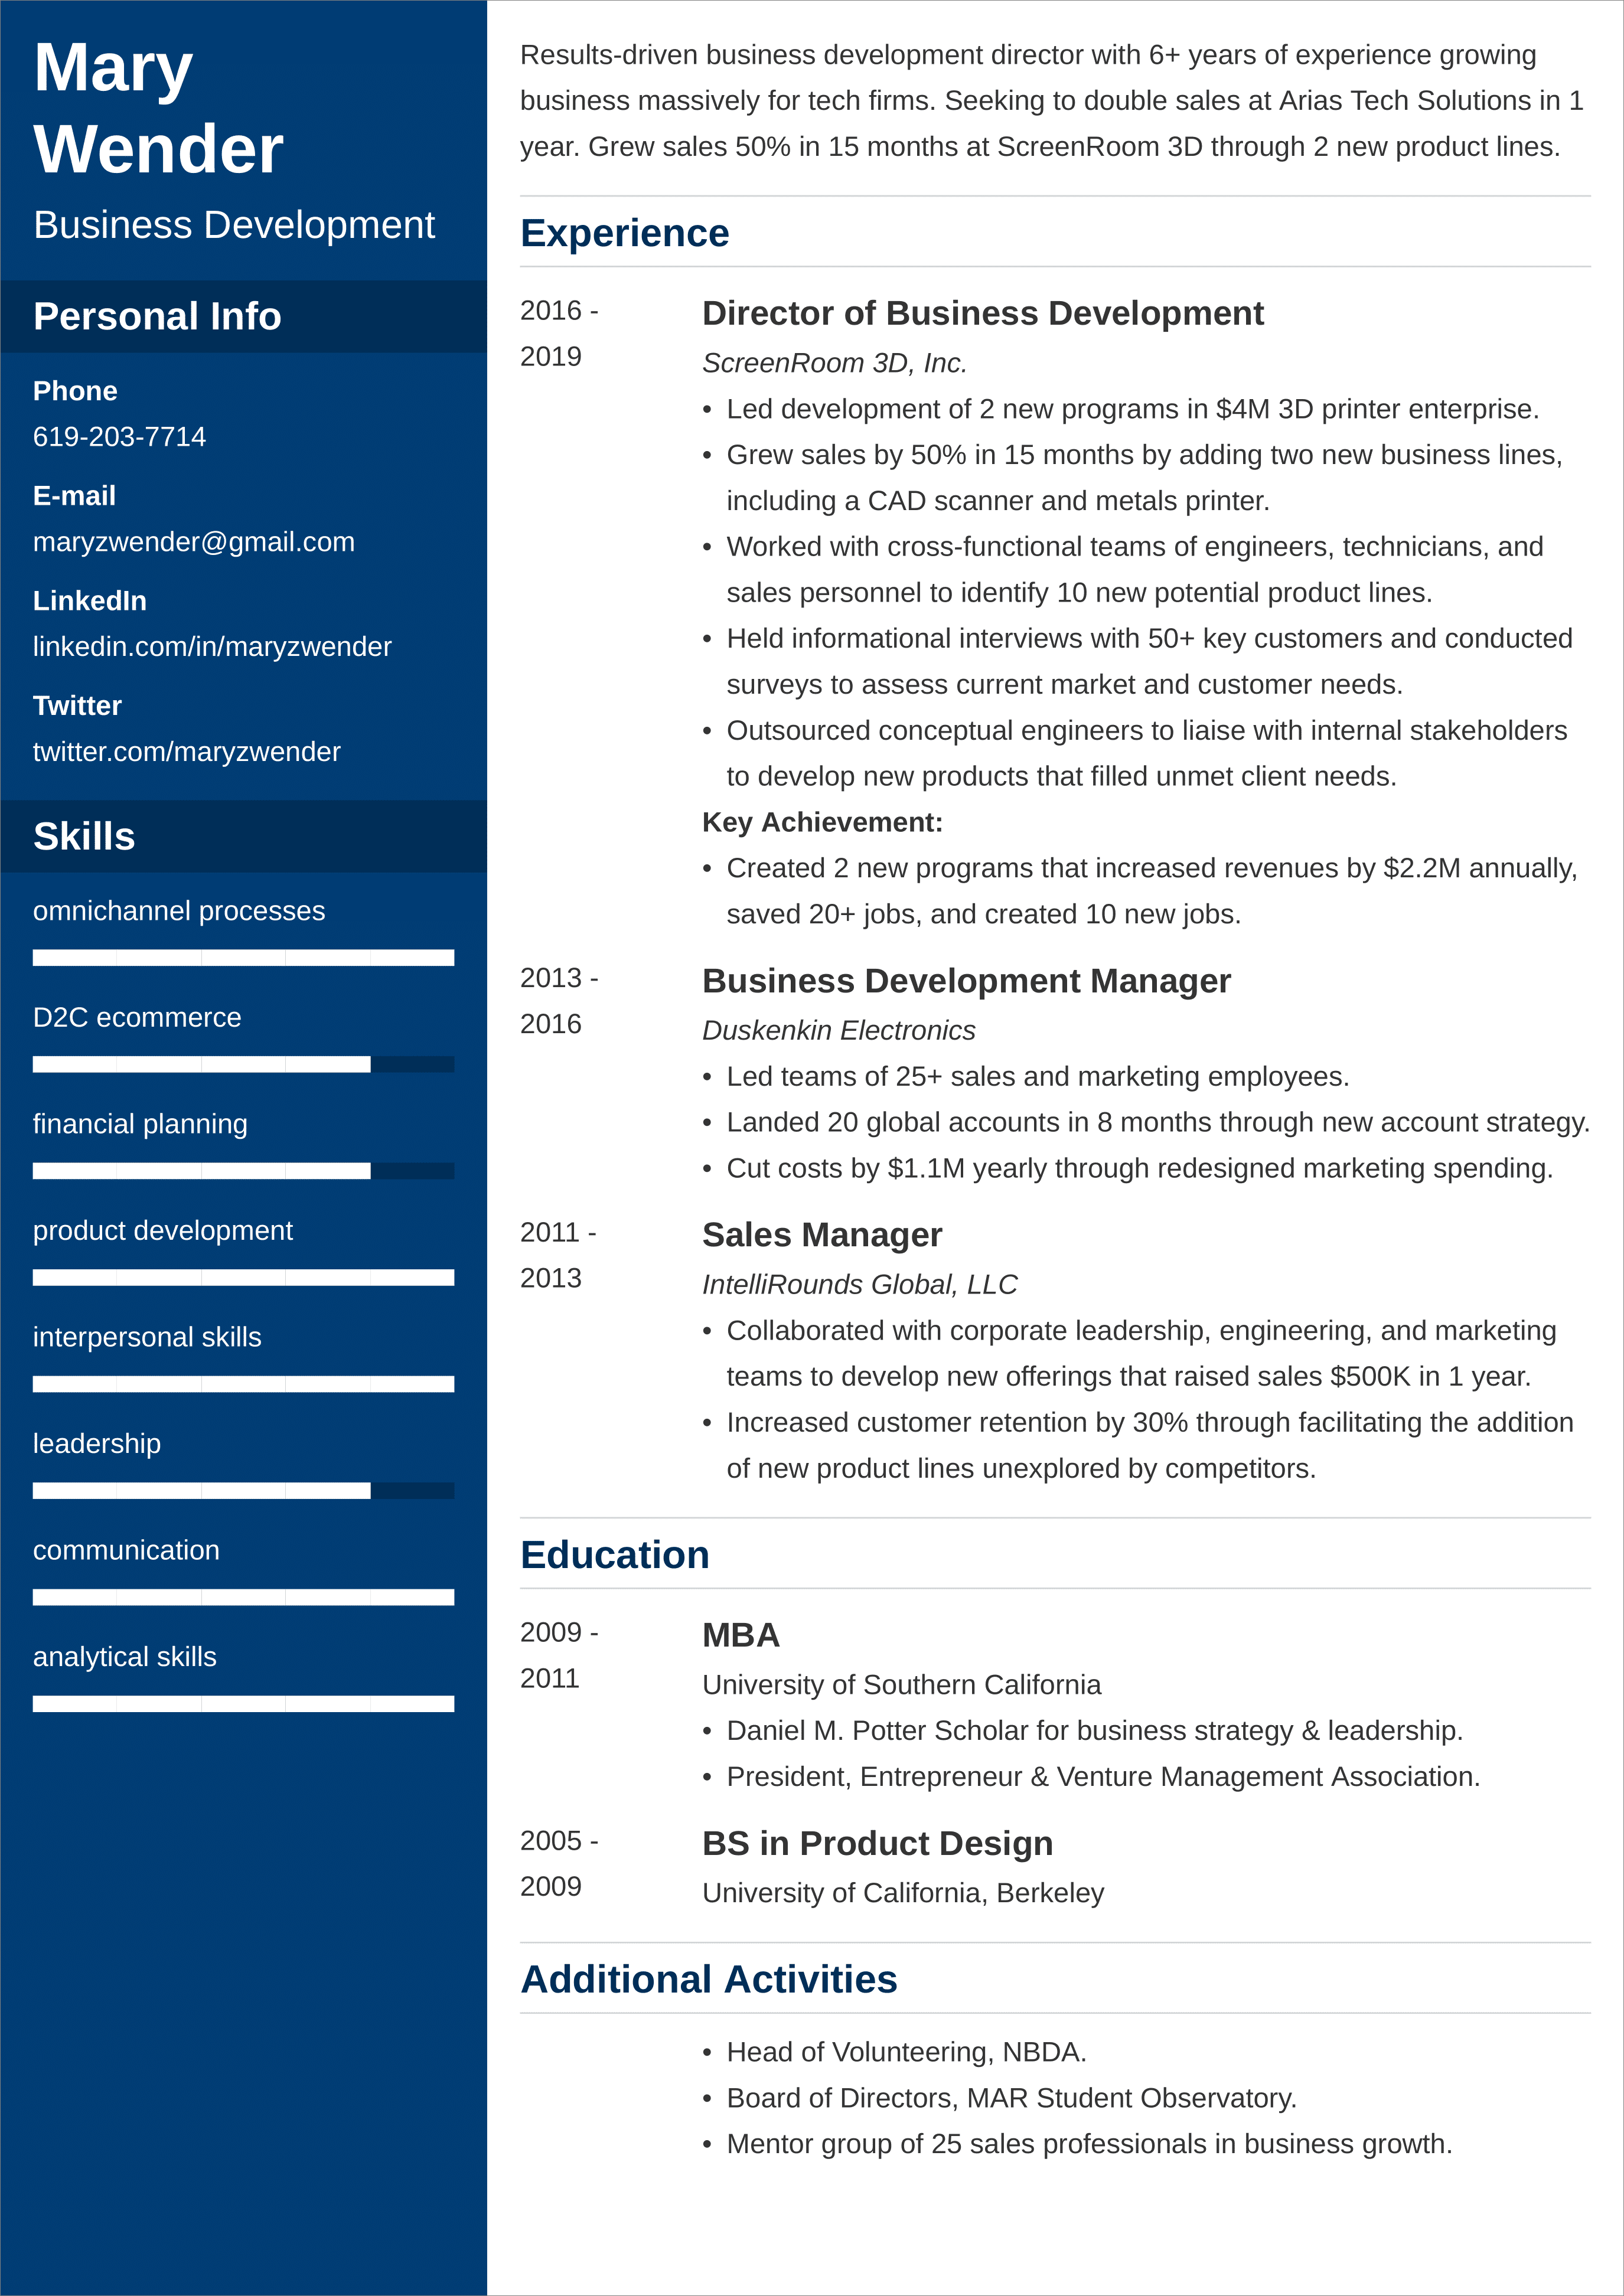 Mary
Wender
Business Development
Personal Info
Phone
619-203-7714
E-mail
maryzwender@gmail.com
LinkedIn
linkedin.com/in/maryzwender
Twitter
twitter.com/maryzwender
Skills
omnichannel processes
D2C ecommerce
financial planning
product development
interpersonal skills
leadership
communication
analytical skills
Results-driven business development director with 6+ years of experience growing
business massively for tech firms. Seeking to double sales at Arias Tech Solutions in 1
year. Grew sales 50% in 15 months at ScreenRoom 3D through 2 new product lines.
Experience
2016 -
2019
Director of Business Development
ScreenRoom 3D, Inc.
• Led development of 2 new programs in $4M 3D printer enterprise.
• Grew sales by 50% in 15 months by adding two new business lines,
including a CAD scanner and metals printer.
• Worked with cross-functional teams of engineers, technicians, and
sales personnel to identify 10 new potential product lines.
• Held informational interviews with 50+ key customers and conducted
surveys to assess current market and customer needs.
• Outsourced conceptual engineers to liaise with internal stakeholders
to develop new products that filled unmet client needs.
Key Achievement:
• Created 2 new programs that increased revenues by $2.2M annually,
saved 20+ jobs, and created 10 new jobs.
2013 -
2016
Business Development Manager
Duskenkin Electronics
• Led teams of 25+ sales and marketing employees.
• Landed 20 global accounts in 8 months through new account strategy.
• Cut costs by $1.1M yearly through redesigned marketing spending.
2011 -
2013
Sales Manager
IntelliRounds Global, LLC
• Collaborated with corporate leadership, engineering, and marketing
teams to develop new offerings that raised sales $500K in 1 year.
• Increased customer retention by 30% through facilitating the addition
of new product lines unexplored by competitors.
Education
2009 -
2011
MBA
University of Southern California
• Daniel M. Potter Scholar for business strategy & leadership.
• President, Entrepreneur & Venture Management Association.
2005 -
2009
BS in Product Design
University of California, Berkeley
Additional Activities
• Head of Volunteering, NBDA.
• Board of Directors, MAR Student Observatory.
• Mentor group of 25 sales professionals in business growth.